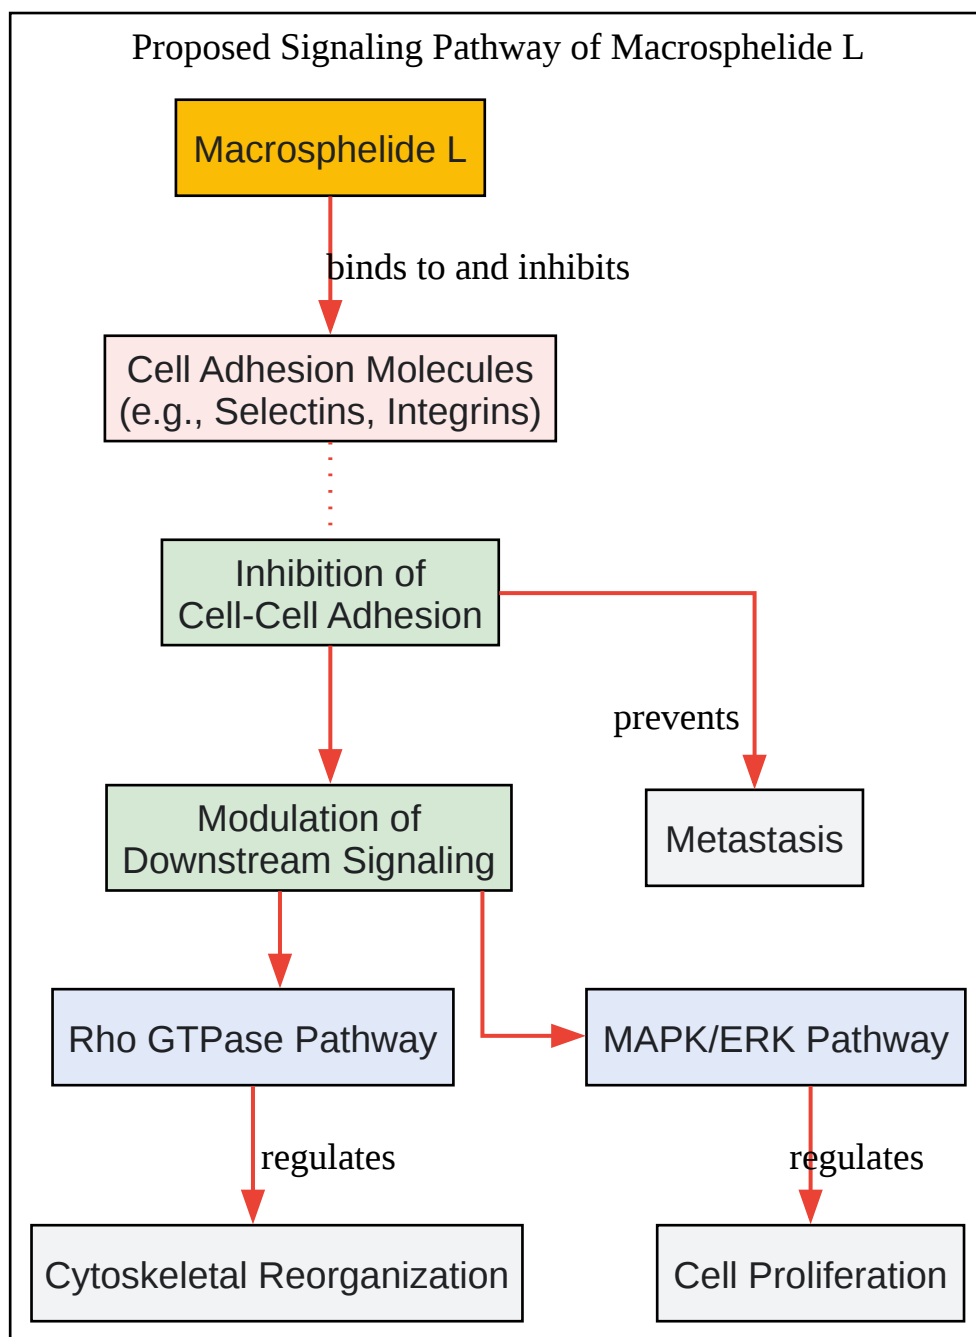 Proposed Signaling Pathway of Macrosphelide L
Macrosphelide L
binds to and inhibits
Cell Adhesion Molecules
(e.g., Selectins, Integrins)
Inhibition of
Cell-Cell Adhesion
prevents
Modulation of
Downstream Signaling
Metastasis
Rho GTPase Pathway
MAPK/ERK Pathway
regulates
regulates
Cytoskeletal Reorganization
Cell Proliferation